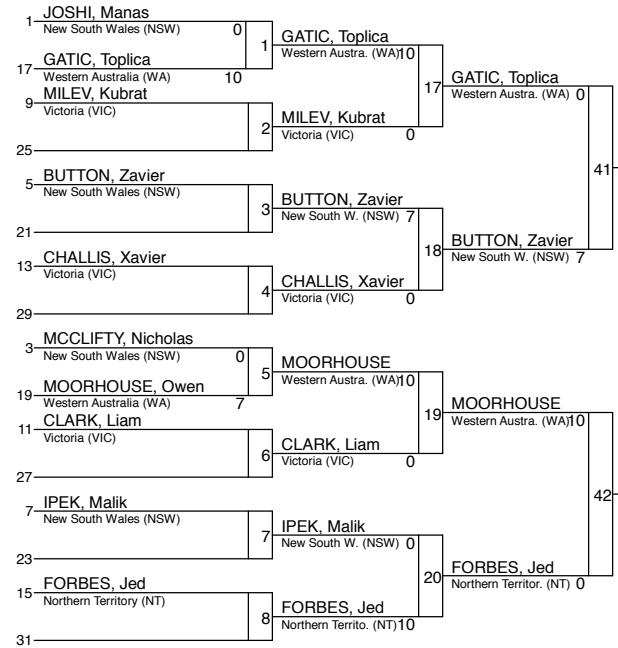 1 JOSHI, Manas
New South Wales (NSW) 0
17 GATIC, Toplica
Western Australia (WA) 10
1
9 MILEV, Kubrat
Victoria (VIC)
25
2
5 BUTTON, Zavier
New South Wales (NSW)
21
3
13 CHALLIS, Xavier
Victoria (VIC)
29
4
3 MCCLIFTY, Nicholas
New South Wales (NSW) 0
19 MOORHOUSE, Owen
Western Australia (WA) 7
5
11 CLARK, Liam
Victoria (VIC)
27
6
7 IPEK, Malik
New South Wales (NSW)
23
7
15 FORBES, Jed
Northern Territory (NT)
31
8
GATIC, Toplica
Western Austra. (WA) 10
MILEV, Kubrat
Victoria (VIC) 0
17
BUTTON, Zavier
New South W. (NSW) 7
CHALLIS, Xavier
Victoria (VIC) 0
18
MOORHOUSE
Western Austra. (WA) 10
CLARK, Liam
Victoria (VIC) 0
19
IPEK, Malik
New South W. (NSW) 0
FORBES, Jed
Northern Territo. (NT) 10
20
GATIC, Toplica
Western Austra. (WA) 0
BUTTON, Zavier
New South W. (NSW) 7
41
MOORHOUSE
Western Austra. (WA) 10
FORBES, Jed
Northern Territor. (NT) 0
42